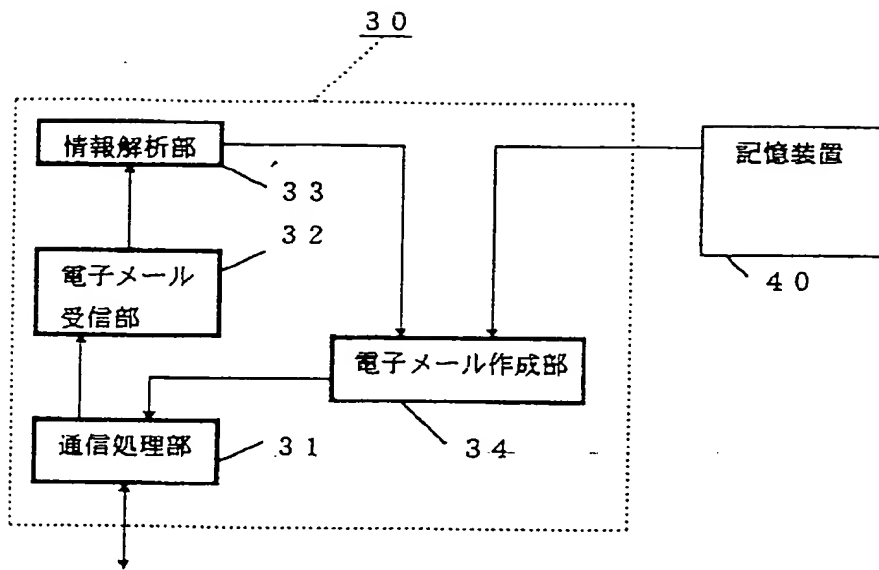 ３０
情報解析部
３３
記憶装置
３２
電子メール
受信部
４０
電子メール作成部
通信処理部
３１
３４